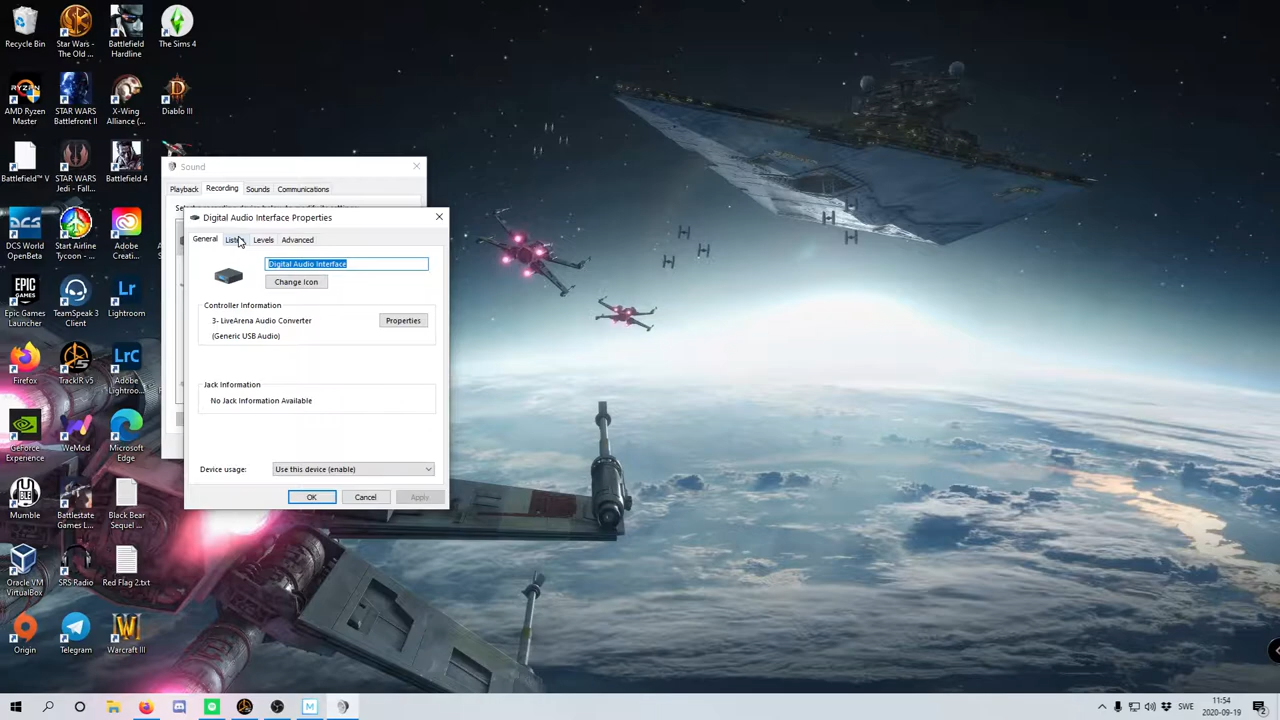 Recycle Bin
Star Wars - The Old ...
Battlefield Hardline
The Sims 4
AMD Ryzen Master
STAR WARS Battlefront II
X-Wing Alliance (...
Diablo III
Battlefield™ V
STAR WARS Jedi - Fall...
Battlefield 4
DCS World OpenBeta
Start Airline Tycoon ...
Adobe Creative ...
Epic Games Launcher
TeamSpeak 3 Client
Lightroom
Firefox
TrackIR v5
Adobe Lightroo...
GeForce Experience
WeMod
Microsoft Edge
Mumble
Battlestate Games L...
Black Bear Sequel ...
Oracle VM VirtualBox
SRS Radio
Red Flag 2.txt
Origin
Telegram
Warcraft III
Sound
Playback Recording Sounds Communications
Digital Audio Interface Properties
General Levels Advanced
Digital Audio Interface
Change Icon
Controller Information
3- LiveArena Audio Converter
Properties
(Generic USB Audio)
Jack Information
No Jack Information Available
Device usage: Use this device (enable)
OK Cancel Apply
SWE
11:54
2020-09-19